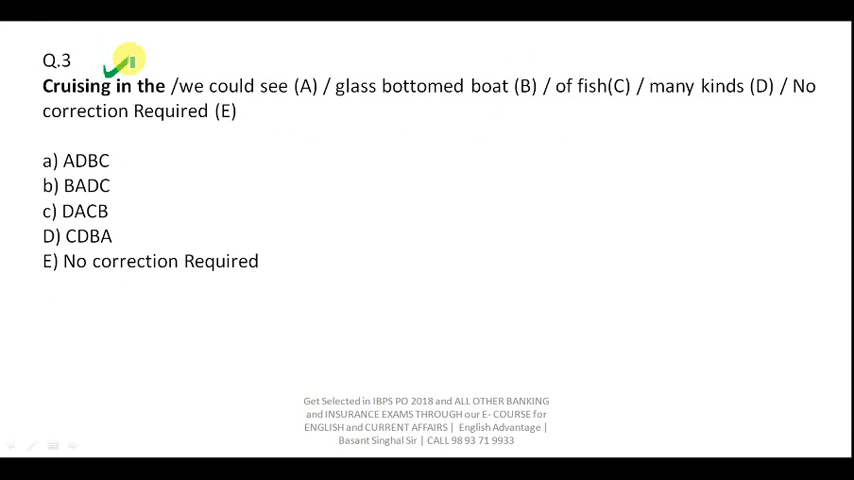 Q.3
Cruising in the /we could see (A) / glass bottomed boat (B) / of fish(C) / many kinds (D) / No
correction Required (E)
a) ADBC
b) BADC
c) DACB
D) CDBA
E) No correction Required
Get Selected in IBPS PO 2018 and ALL OTHER BANKING
and INSURANCE EXAMS THROUGH our E- COURSE for
ENGLISH and CURRENT AFFAIRS | English Advantage |
Basant Singhal Sir | CALL 98 93 71 9933